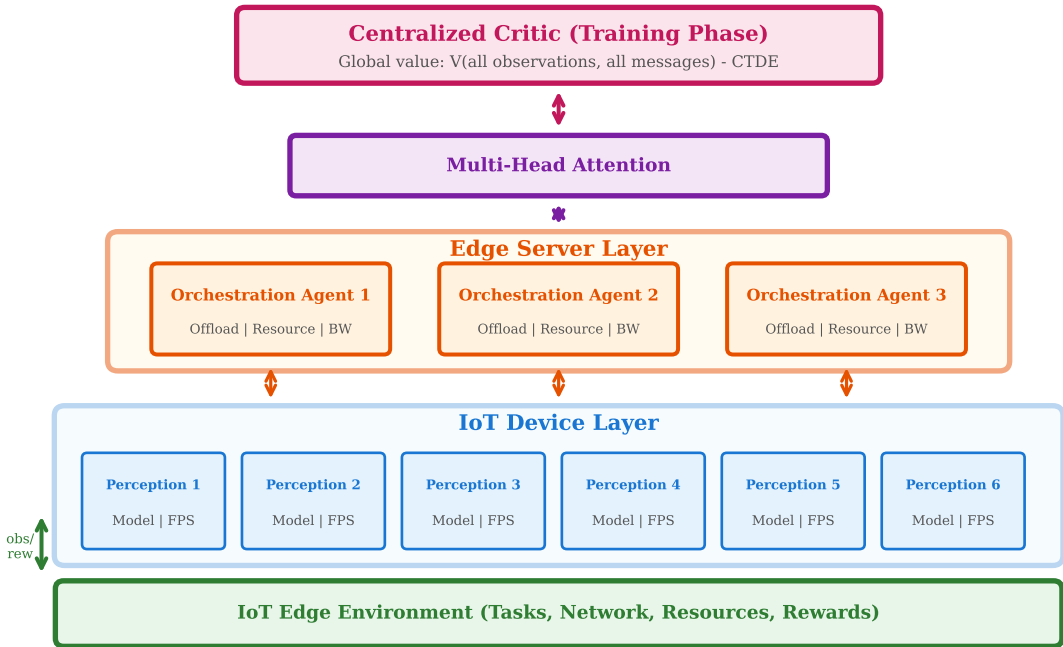 Centralized Critic (Training Phase)
Global value: V(all observations, all messages) - CTDE
Multi-Head Attention
Edge Server Layer
Orchestration Agent 1
Offload | Resource | BW
Orchestration Agent 2
Offload | Resource | BW
Orchestration Agent 3
Offload | Resource | BW
IoT Device Layer
Perception 1
Model | FPS
Perception 2
Model | FPS
Perception 3
Model | FPS
Perception 4
Model | FPS
Perception 5
Model | FPS
Perception 6
Model | FPS
obs/
rew
IoT Edge Environment (Tasks, Network, Resources, Rewards)